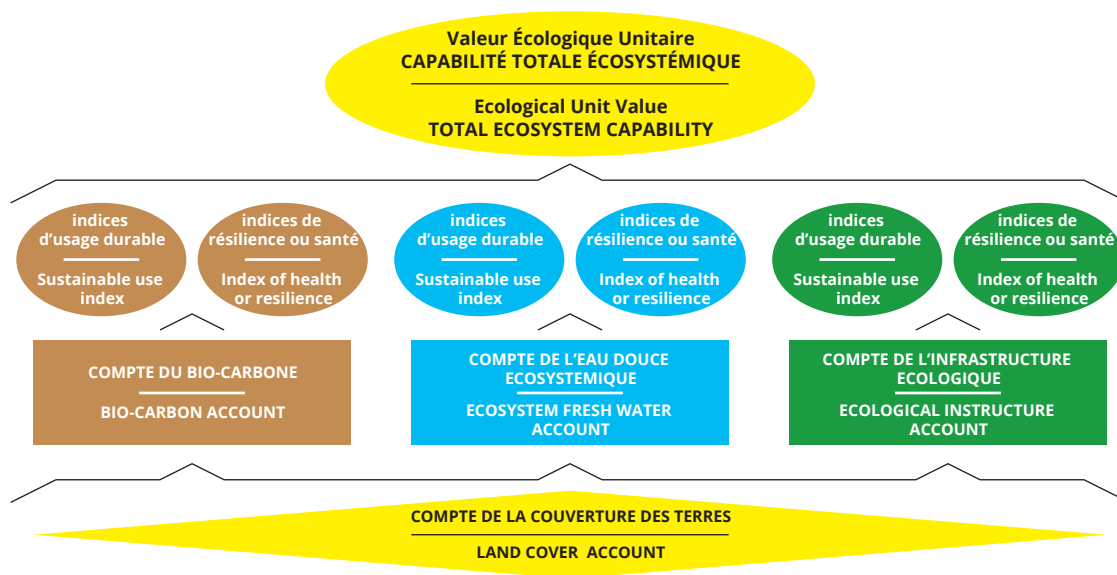 Valeur Écologique Unitaire
CAPABILITÉ TOTALE ÉCOSYSTÉMIQUE
Ecological Unit Value
TOTAL ECOSYSTEM CAPABILITY
indices
d’usage durable
Sustainable use
index
indices de
résilience ou santé
Index of health
or resilience
indices
d’usage durable
Sustainable use
index
indices de
résilience ou santé
Index of health
or resilience
indices
d’usage durable
Sustainable use
index
indices de
résilience ou santé
Index of health
or resilience
COMPTE DU BIO-CARBONE
BIO-CARBON ACCOUNT
COMPTE DE L’EAU DOUCE
ECOSYSTEMIQUE
ECOSYSTEM FRESH WATER
ACCOUNT
COMPTE DE L’INFRASTRUCTURE
ECOLOGIQUE
ECOLOGICAL INSTRUCTURE
ACCOUNT
COMPTE DE LA COUVERTURE DES TERRES
LAND COVER ACCOUNT